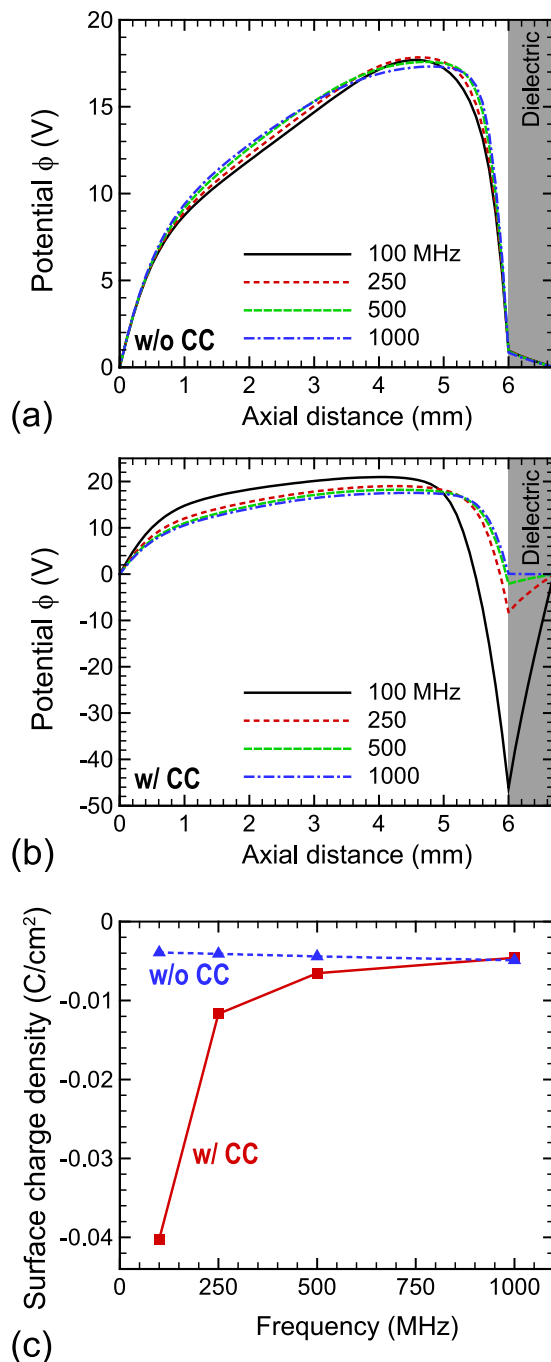 20
15
10
5
0
Potential ϕ (V)
Dielectric
100 MHz
250
500
1000
w/o CC
0 1 2 3 4 5 6
Axial distance (mm)
(a)
20
10
0
-10
-20
-30
-40
-50
Potential ϕ (V)
Dielectric
100 MHz
250
500
1000
w/ CC
0 1 2 3 4 5 6
Axial distance (mm)
(b)
0
-0.01
-0.02
-0.03
-0.04
Surface charge density (C/cm²)
w/o CC
w/ CC
0 250 500 750 1000
Frequency (MHz)
(c)